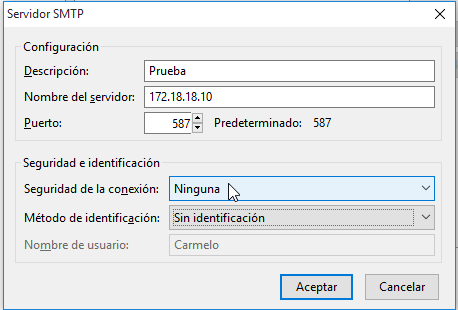 Servidor SMTP
Configuración
Descripción: Prueba
Nombre del servidor: 172.18.18.10
Puerto: 587 Predeterminado: 587
Seguridad e identificación
Seguridad de la conexión: Ninguna
Método de identificación: Sin identificación
Nombre de usuario: Carmelo
Aceptar Cancelar